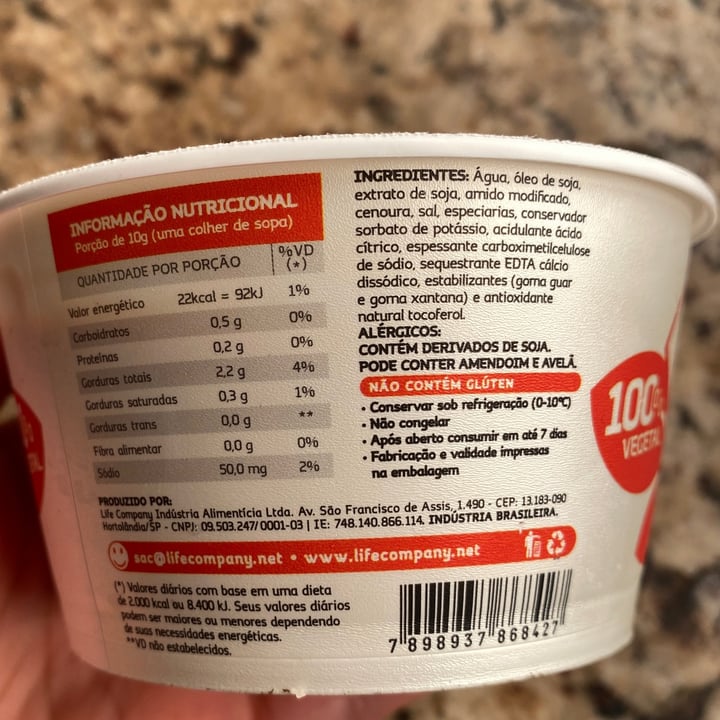 INFORMAÇÃO NUTRICIONAL
Porção de 10g (uma colher de sopa)
QUANTIDADE POR PORÇÃO %VD (*)
Valor energético 22kcal = 92kJ 1%
Carboidratos 0,5 g 0%
Proteínas 0,2 g 0%
Gorduras totais 2,2 g 4%
Gorduras saturadas 0,3 g 1%
Gorduras trans 0,0 g **
Fibra alimentar 0,0 g 0%
Sódio 50,0 mg 2%
INGREDIENTES: Água, óleo de soja,
extrato de soja, amido modificado,
cenoura, sal, especiarias, conservador
sorbato de potássio, acidulante ácido
cítrico, espessante carboximetilcelulose
de sódio, sequestrante EDTA cálcio
dissódico, estabilizantes (goma guar
e goma xantana) e antioxidante
natural tocoferol.
ALÉRGICOS:
CONTÉM DERIVADOS DE SOJA.
PODE CONTER AMENDOIM E AVELÃ.
NÃO CONTÉM GLÚTEN
• Conservar sob refrigeração (0-10°C)
• Não congelar
• Após aberto consumir em até 7 dias
• Fabricação e validade impressas
na embalagem
100%
VEGETAL
PRODUZIDO POR:
Life Company Indústria Alimentícia Ltda. Av. São Francisco de Assis, 1.490 - CEP: 13.183-090
Hortolândia/SP - CNPJ: 09.503.247/0001-03 | IE: 748.140.866.114. INDÚSTRIA BRASILEIRA.
sac@lifecompany.net • www.lifecompany.net
(*) Valores diários com base em uma dieta
de 2.000 kcal ou 8.400 kJ. Seus valores diários
podem ser maiores ou menores dependendo
de suas necessidades energéticas.
**VD não estabelecidos.
7 898937 868427